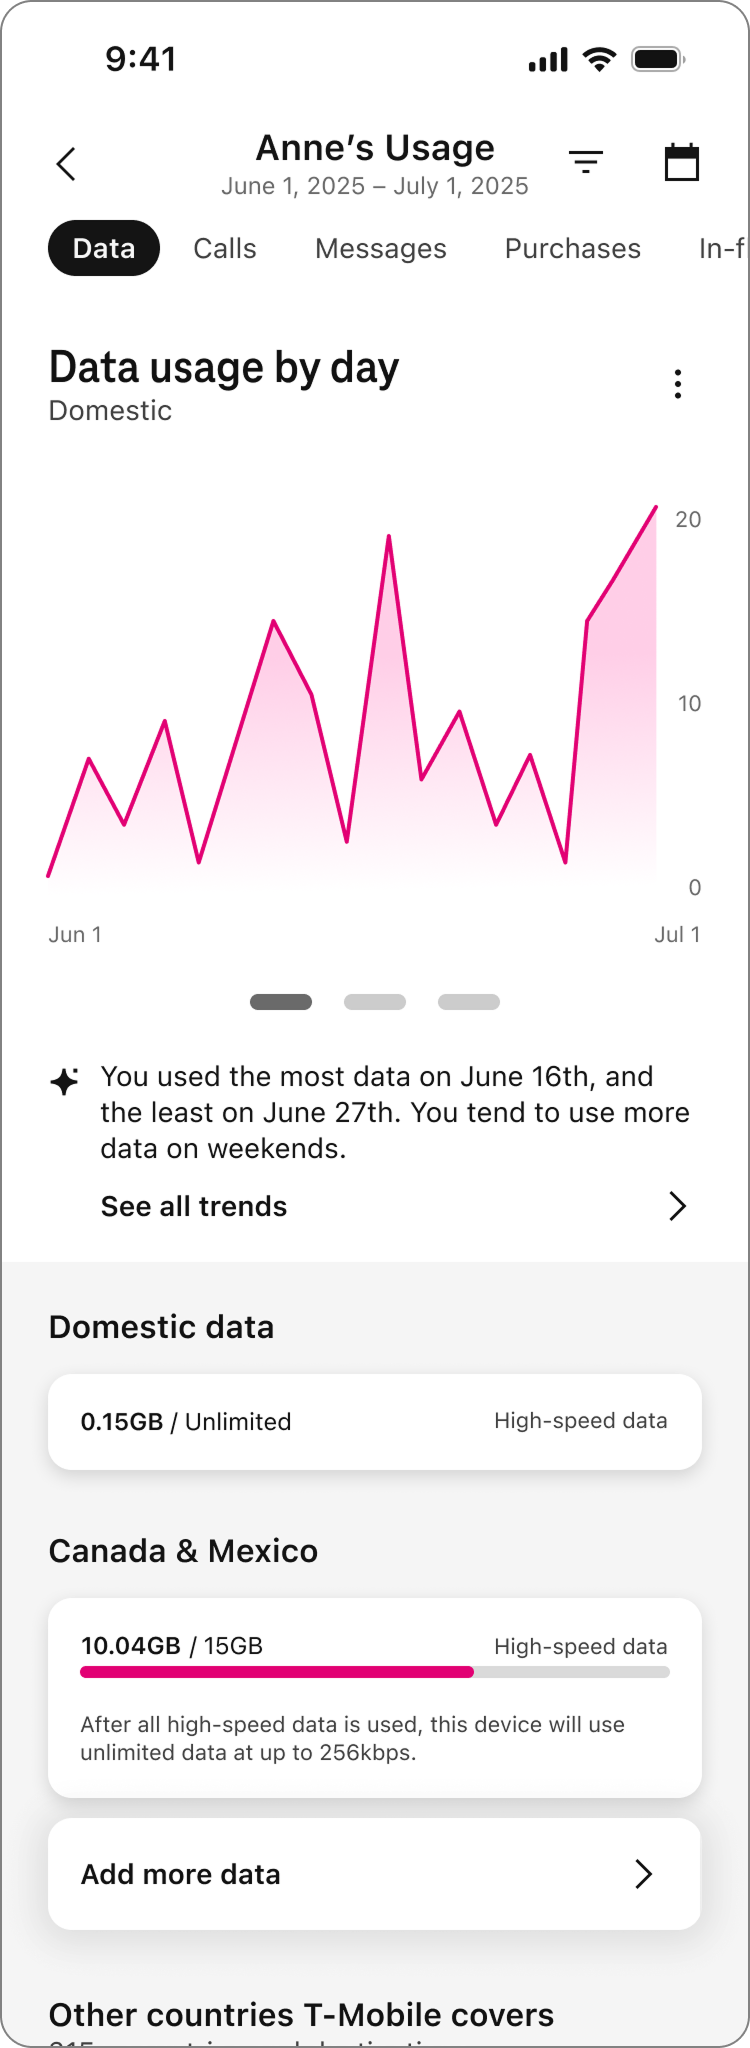 9:41
Anne's Usage
June 1, 2025 – July 1, 2025
Data Calls Messages Purchases
Data usage by day
Domestic
20
10
0
Jun 1 Jul 1
You used the most data on June 16th, and
the least on June 27th. You tend to use more
data on weekends.
See all trends
Domestic data
0.15GB / Unlimited High-speed data
Canada & Mexico
10.04GB / 15GB High-speed data
After all high-speed data is used, this device will use
unlimited data at up to 256kbps.
Add more data
Other countries T-Mobile covers